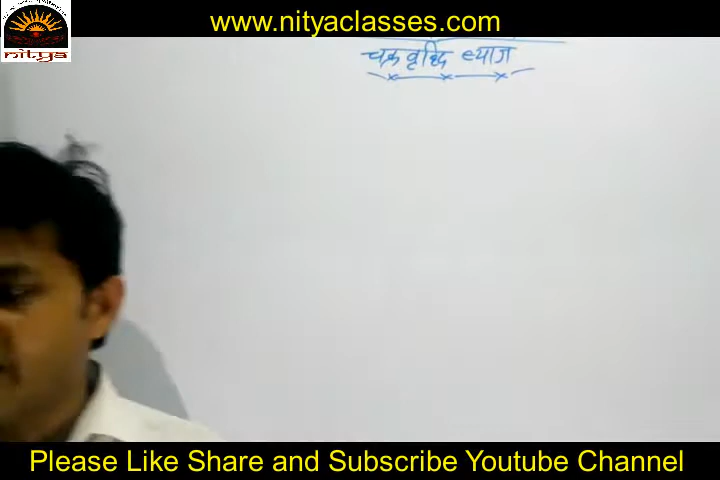 www.nityaclasses.com
nitya
चक्रवृद्धि ब्याज
Please Like Share and Subscribe Youtube Channel